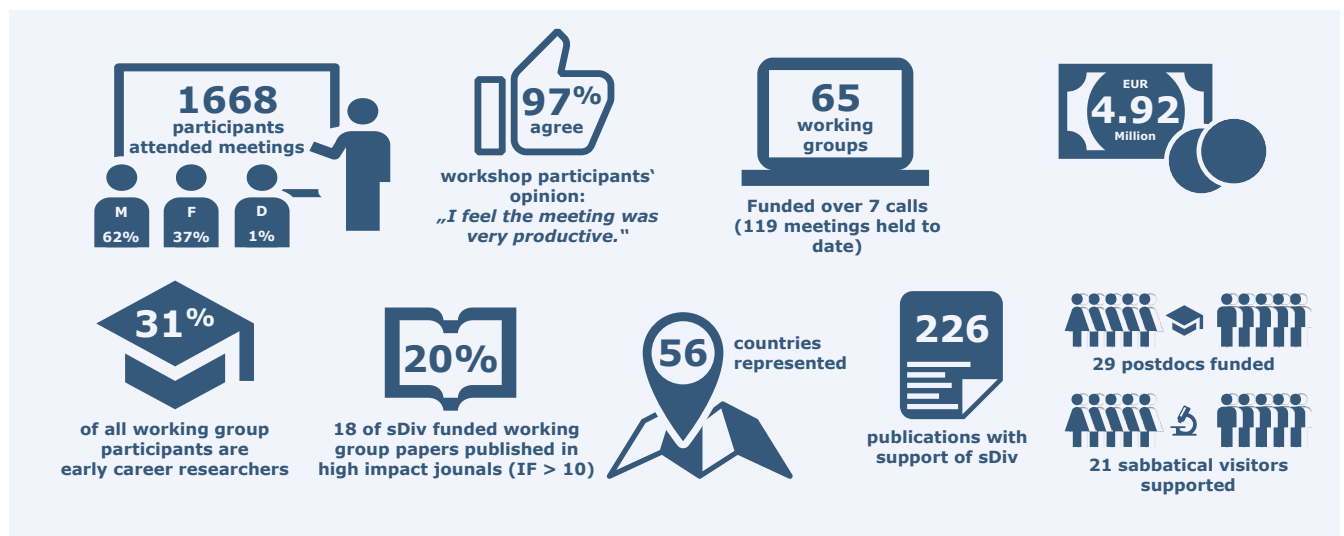 1668
participants
attended meetings
M
F
D
62%
37%
1%
97%
agree
workshop participants‘
opinion:
„I feel the meeting was
very productive.“
65
working
groups
Funded over 7 calls
(119 meetings held to
date)
EUR
4.92
Million
31%
of all working group
participants are
early career researchers
20%
18 of sDiv funded working
group papers published in
high impact jounals (IF > 10)
56
countries
represented
226
publications with
support of sDiv
29 postdocs funded
21 sabbatical visitors
supported